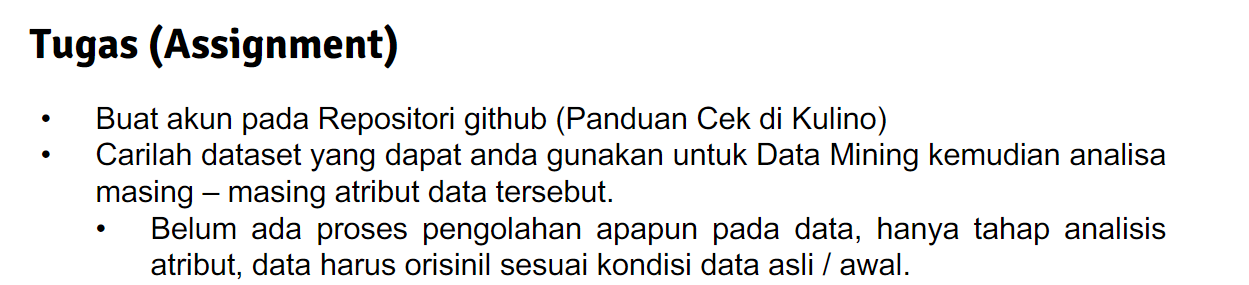 Tugas (Assignment)
• Buat akun pada Repositori github (Panduan Cek di Kulino)
• Carilah dataset yang dapat anda gunakan untuk Data Mining kemudian analisa
masing – masing atribut data tersebut.
• Belum ada proses pengolahan apapun pada data, hanya tahap analisis
atribut, data harus orisinil sesuai kondisi data asli / awal.